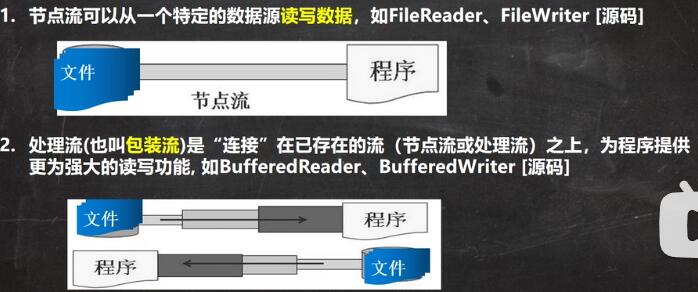 1. 节点流可以从一个特定的数据源读写数据，如FileReader、FileWriter [源码]
文件
程序
节点流
2. 处理流(也叫包装流)是“连接”在已存在的流（节点流或处理流）之上，为程序提供
更为强大的读写功能, 如BufferedReader、BufferedWriter [源码]
文件
程序
程序
文件